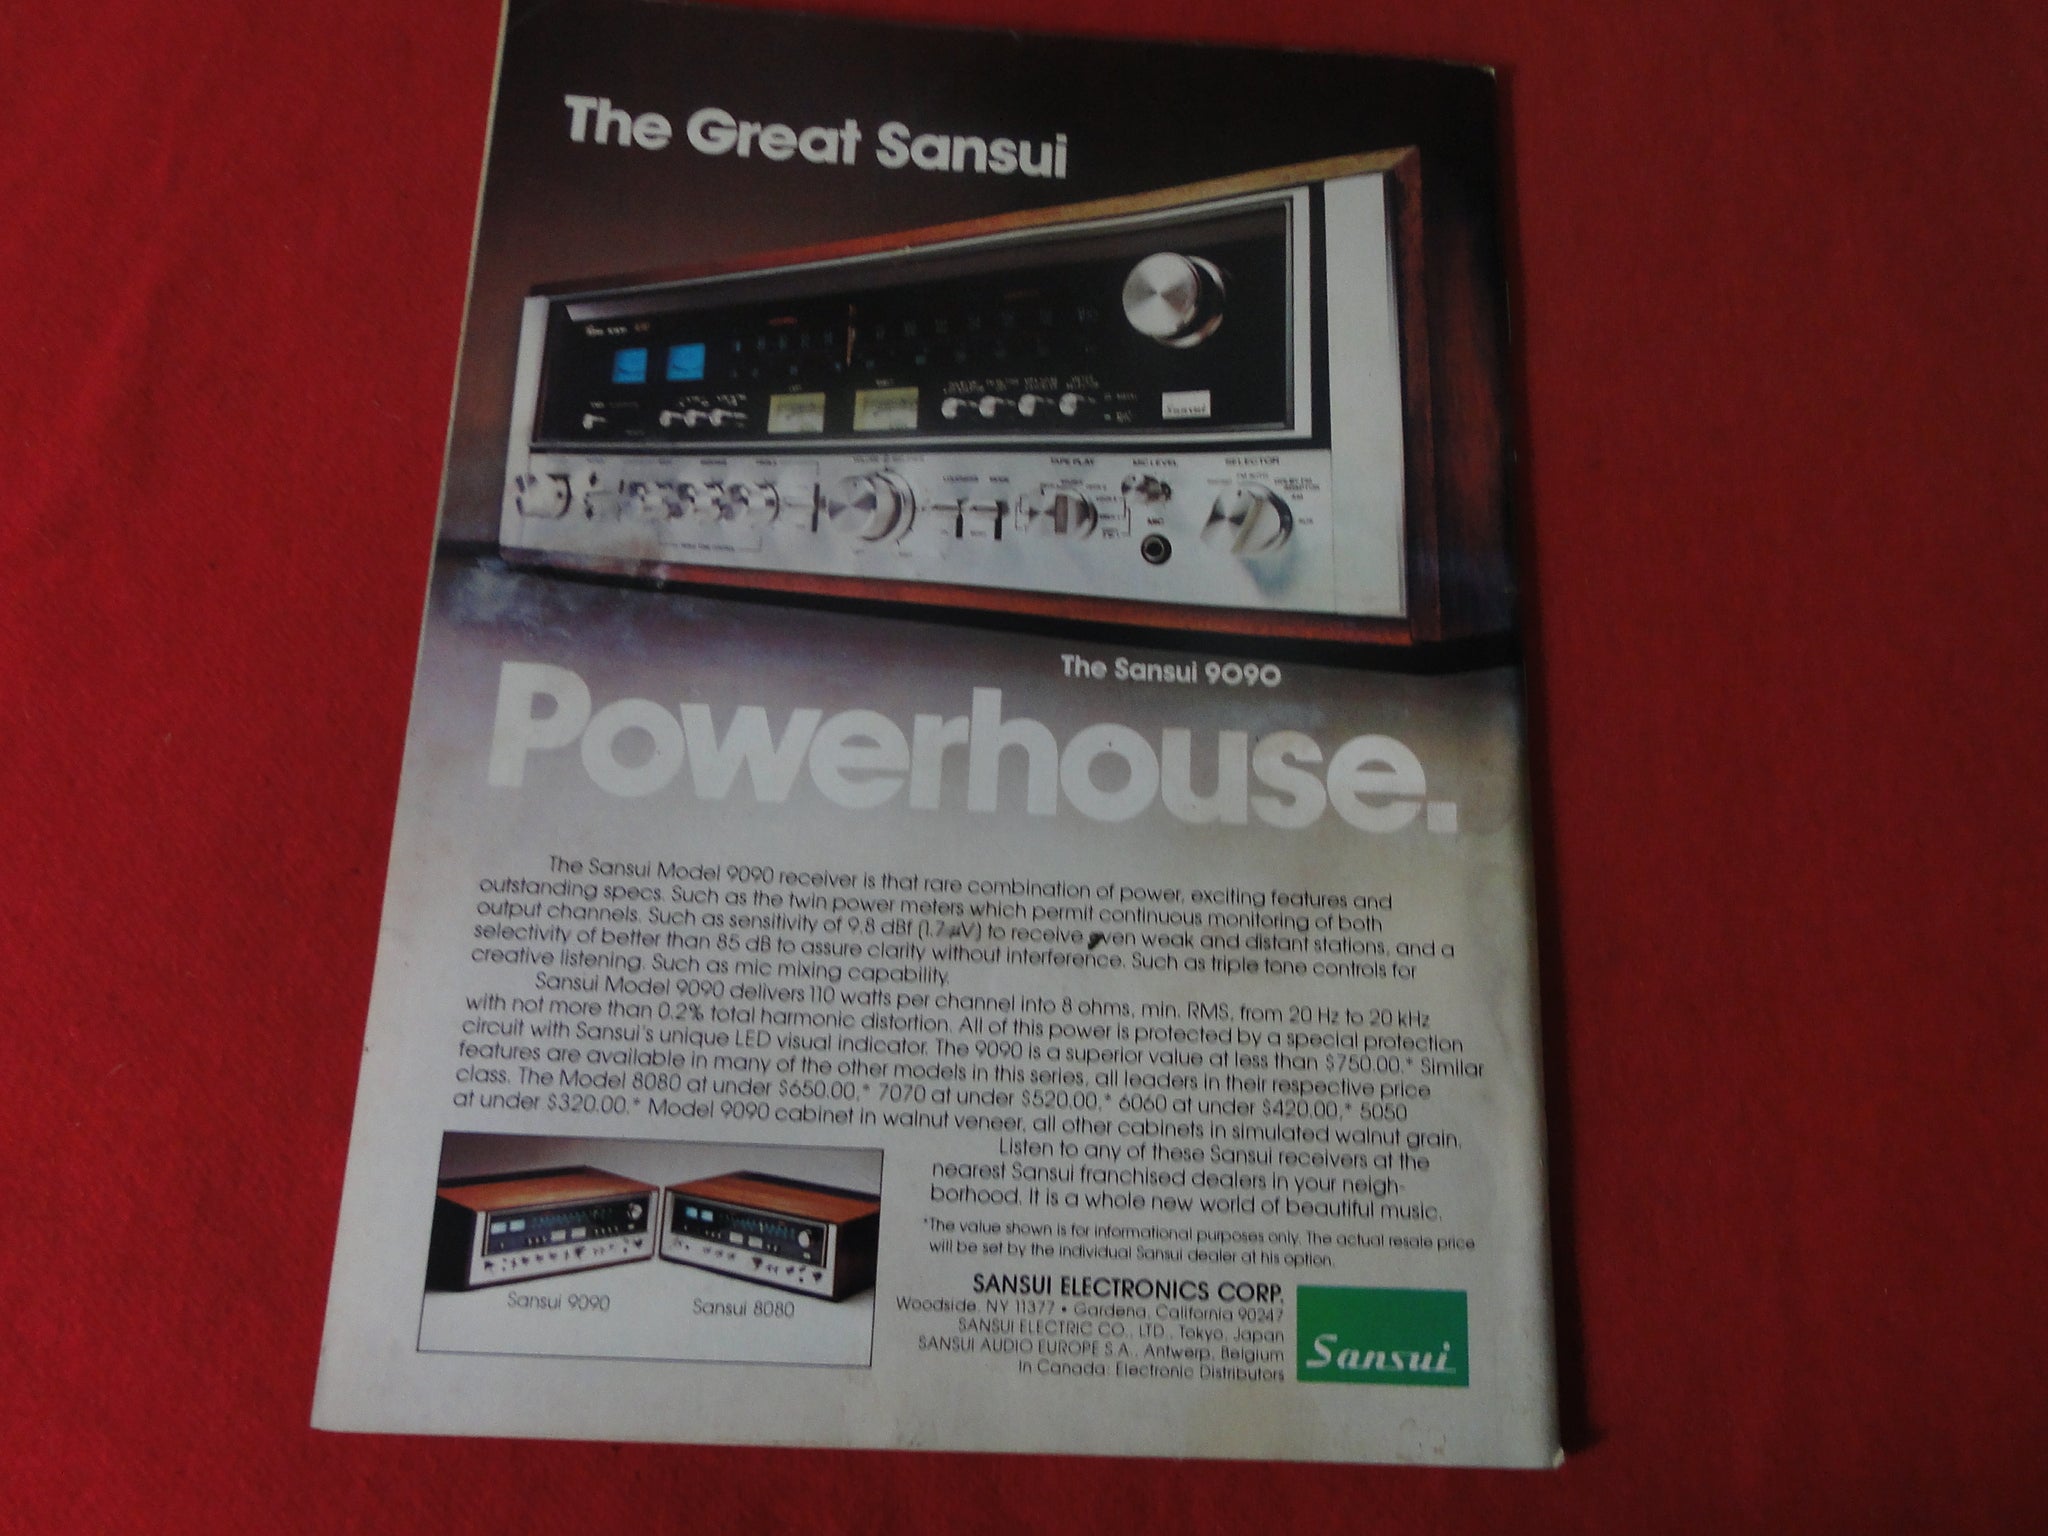 The Great Sansui
Sansui
TAPE PLAY
MIC LEVEL
SELECTOR
MIC
The Sansui 9090
Powerhouse.
The Sansui Model 9090 receiver is that rare combination of power, exciting features and
outstanding specs. Such as the twin power meters which permit continuous monitoring of both
output channels. Such as sensitivity of 9.8 dBf (1.7 µV) to receive even weak and distant stations, and a
selectivity of better than 85 dB to assure clarity without interference. Such as triple tone controls for
creative listening. Such as mic mixing capability.
Sansui Model 9090 delivers 110 watts per channel into 8 ohms, min. RMS, from 20 Hz to 20 kHz
with not more than 0.2% total harmonic distortion. All of this power is protected by a special protection
circuit with Sansui's unique LED visual indicator. The 9090 is a superior value at less than $750.00.* Similar
features are available in many of the other models in this series, all leaders in their respective price
class. The Model 8080 at under $650.00,* 7070 at under $520.00,* 6060 at under $420.00,* 5050
at under $320.00.* Model 9090 cabinet in walnut veneer, all other cabinets in simulated walnut grain.
Listen to any of these Sansui receivers at the
nearest Sansui franchised dealers in your neigh-
borhood. It is a whole new world of beautiful music.
*The value shown is for informational purposes only. The actual resale price
will be set by the individual Sansui dealer at his option.
Sansui 9090
Sansui 8080
SANSUI ELECTRONICS CORP.
Woodside, NY 11377 • Gardena, California 90247
SANSUI ELECTRIC CO., LTD., Tokyo, Japan
SANSUI AUDIO EUROPE S.A., Antwerp, Belgium
In Canada: Electronic Distributors
Sansui